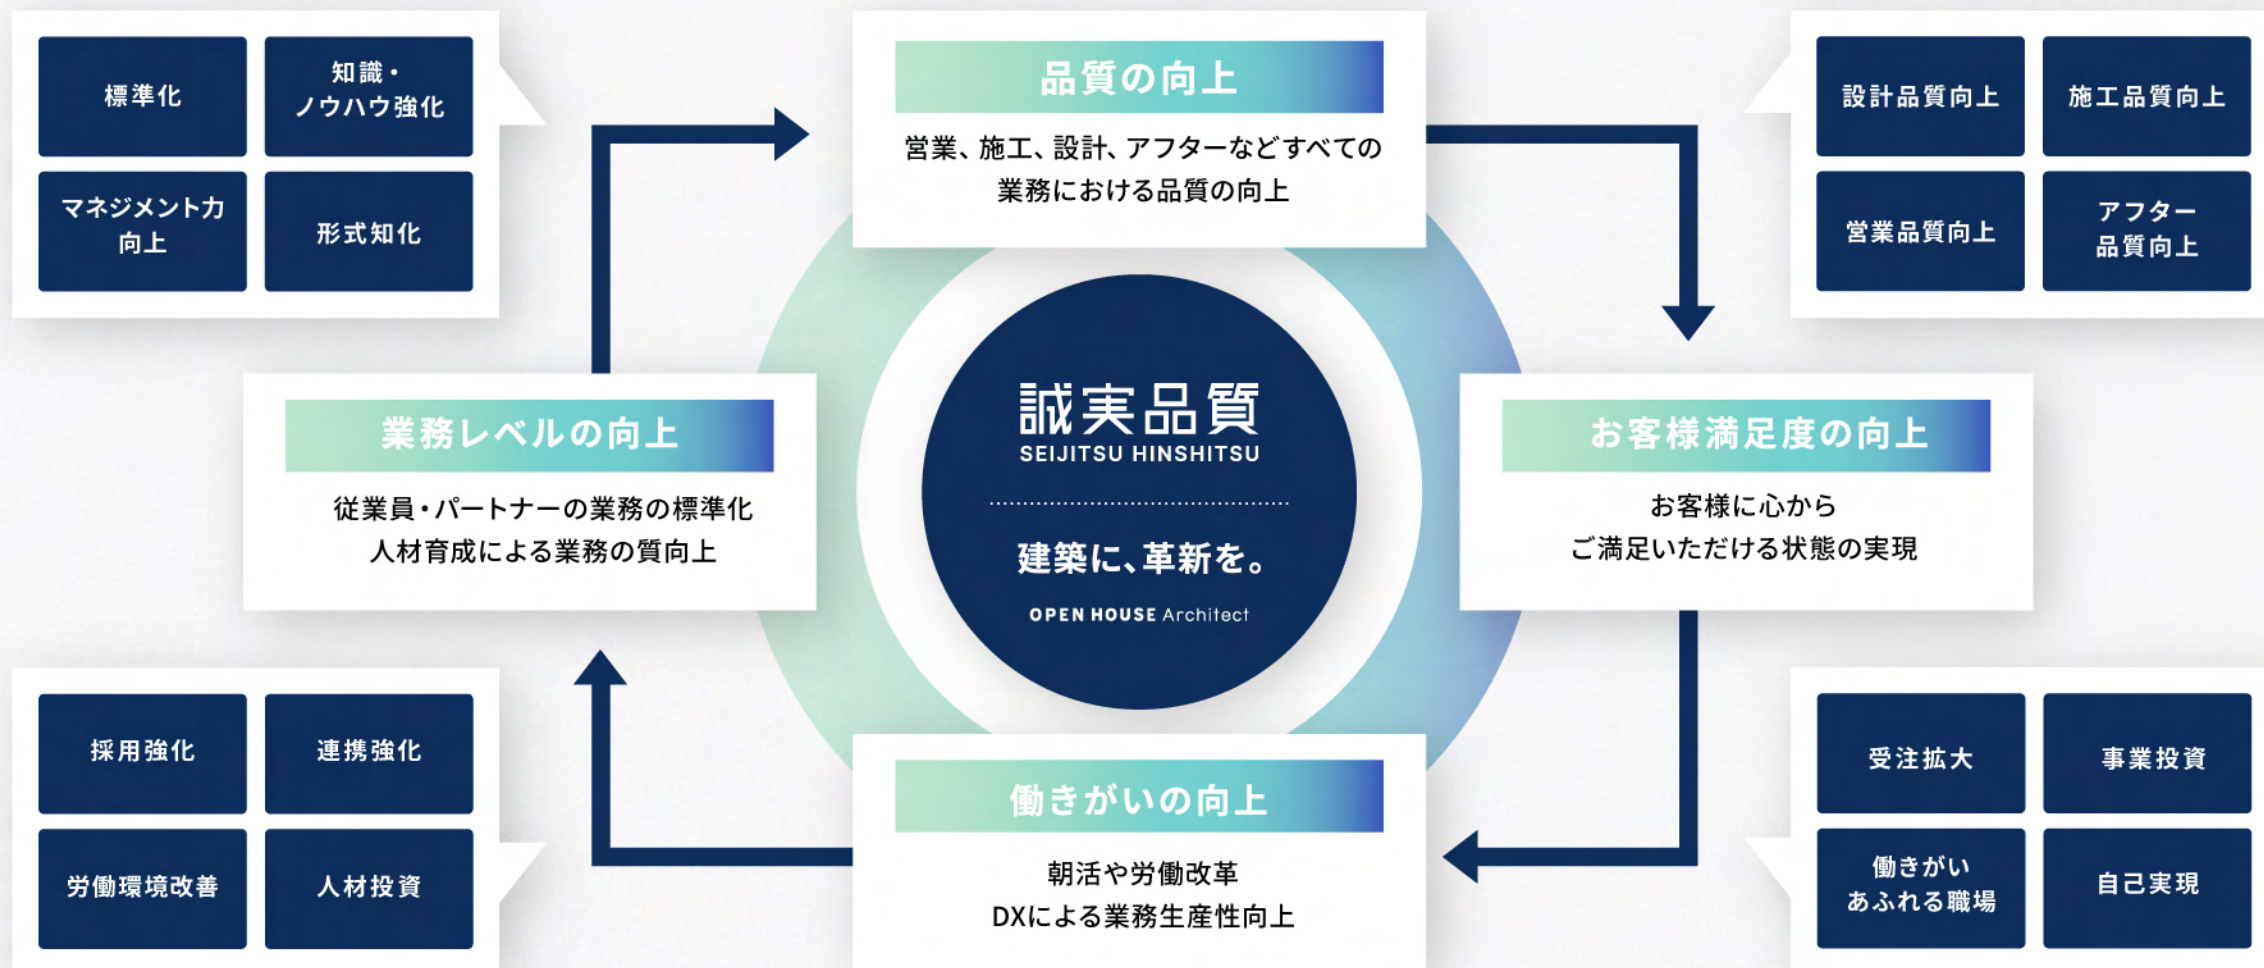 標準化
知識・
ノウハウ強化
マネジメント力
向上
形式知化
品質の向上
営業、施工、設計、アフターなどすべての
業務における品質の向上
設計品質向上
施工品質向上
営業品質向上
アフター
品質向上
業務レベルの向上
従業員・パートナーの業務の標準化
人材育成による業務の質向上
誠実品質
SEIJITSU HINSHITSU
建築に、革新を。
OPEN HOUSE Architect
お客様満足度の向上
お客様に心から
ご満足いただける状態の実現
採用強化
連携強化
労働環境改善
人材投資
働きがいの向上
朝活や労働改革
DXによる業務生産性向上
受注拡大
事業投資
働きがい
あふれる職場
自己実現